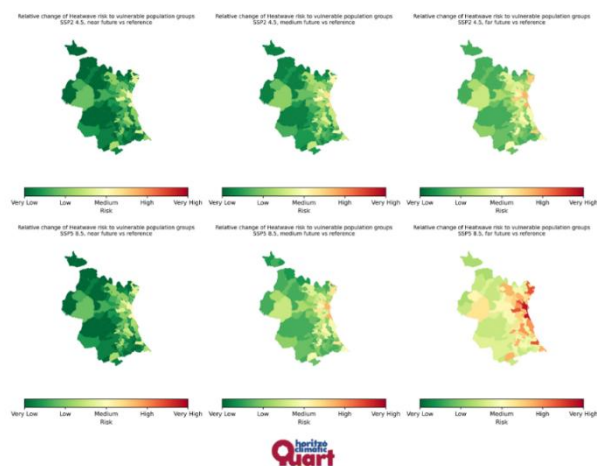 Relative change of Heatwave risk to vulnerable population groups
SSP2 4.5, near future vs reference
Relative change of Heatwave risk to vulnerable population groups
SSP2 4.5, medium future vs reference
Relative change of Heatwave risk to vulnerable population groups
SSP2 4.5, far future vs reference
Very Low Low Medium High Very High
Risk
Very Low Low Medium High Very High
Risk
Very Low Low Medium High Very High
Risk
Relative change of Heatwave risk to vulnerable population groups
SSP5 8.5, near future vs reference
Relative change of Heatwave risk to vulnerable population groups
SSP5 8.5, medium future vs reference
Relative change of Heatwave risk to vulnerable population groups
SSP5 8.5, far future vs reference
Very Low Low Medium High Very High
Risk
Very Low Low Medium High Very High
Risk
Very Low Low Medium High Very High
Risk
horitzó
climàtic
Quart